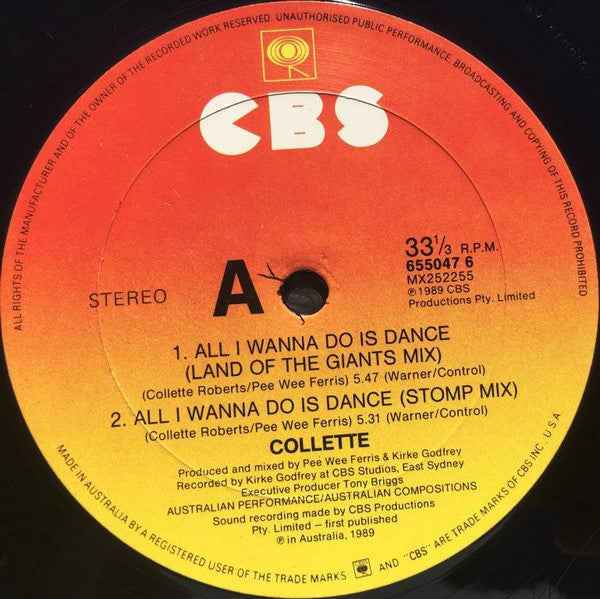 ALL RIGHTS OF THE MANUFACTURER AND OF THE OWNER OF THE RECORDED WORK RESERVED. UNAUTHORISED PUBLIC PERFORMANCE, BROADCASTING AND COPYING OF THIS RECORD PROHIBITED
CBS
STEREO
A
33⅓ R.P.M.
655047 6
MX252255
℗ 1989 CBS
Productions Pty. Limited
1. ALL I WANNA DO IS DANCE
(LAND OF THE GIANTS MIX)
(Collette Roberts/Pee Wee Ferris) 5.47 (Warner/Control)
2. ALL I WANNA DO IS DANCE (STOMP MIX)
(Collette Roberts/Pee Wee Ferris) 5.31 (Warner/Control)
COLLETTE
Produced and mixed by Pee Wee Ferris & Kirke Godfrey
Recorded by Kirke Godfrey at CBS Studios, East Sydney
Executive Producer Tony Briggs
AUSTRALIAN PERFORMANCE/AUSTRALIAN COMPOSITIONS
Sound recording made by CBS Productions
Pty. Limited – first published
℗ in Australia, 1989
MADE IN AUSTRALIA BY A REGISTERED USER OF THE TRADE MARKS AND "CBS" ARE TRADE MARKS OF CBS INC. U.S.A